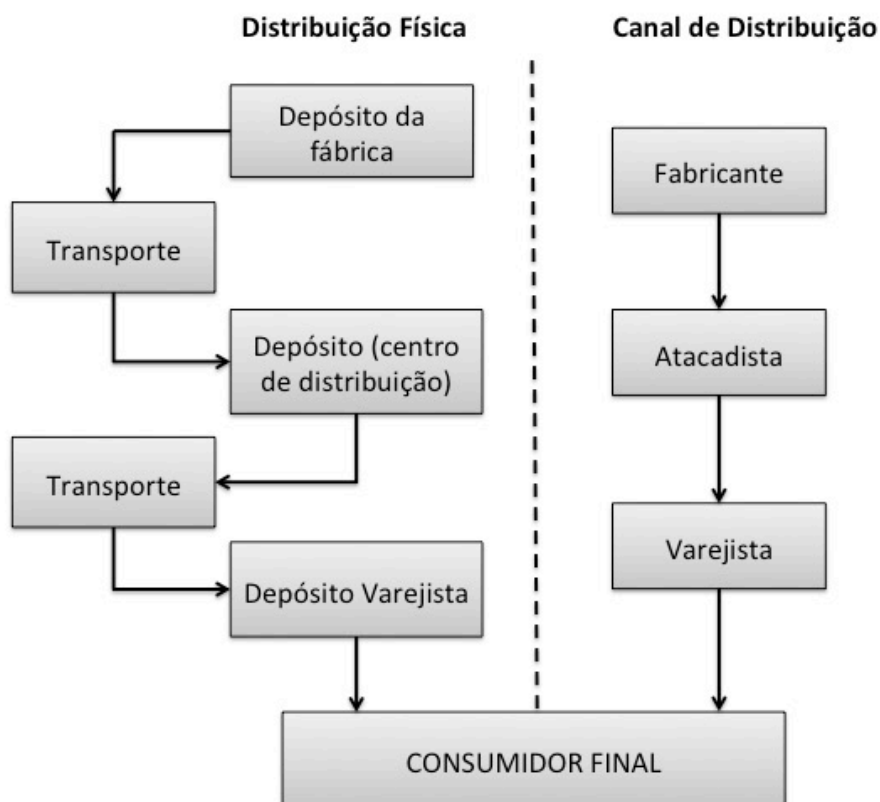 Distribuição Física
Canal de Distribuição
Depósito da
fábrica
Transporte
Depósito (centro
de distribuição)
Transporte
Depósito Varejista
Fabricante
Atacadista
Varejista
CONSUMIDOR FINAL